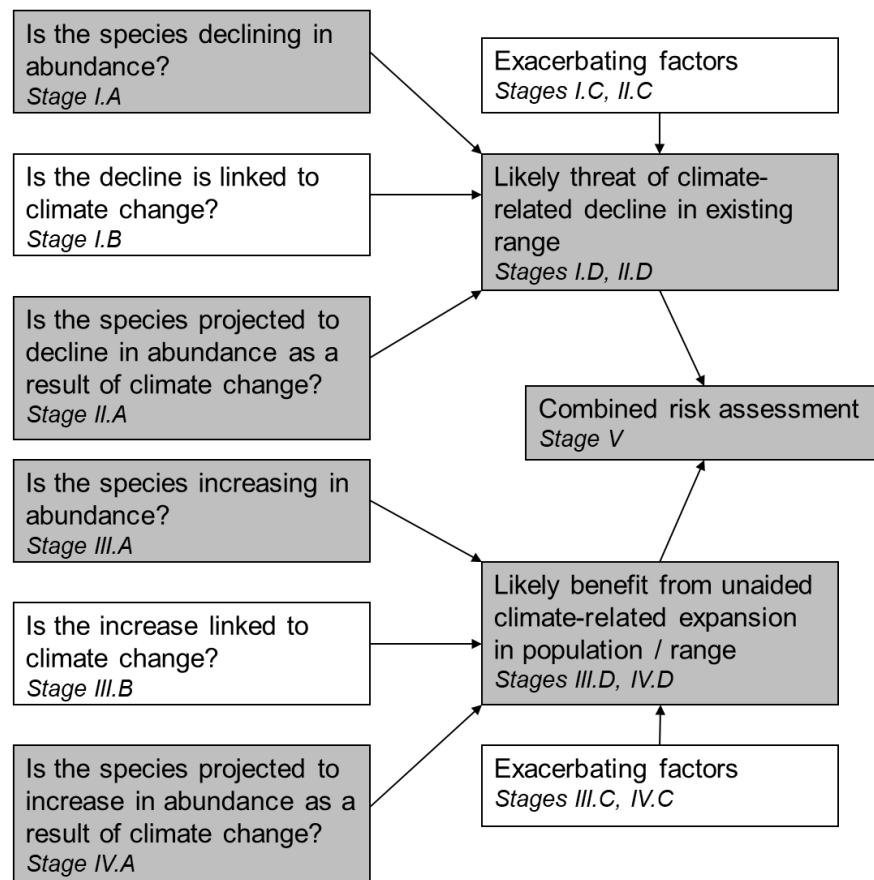 Is the species declining in
abundance?
Stage I.A
Exacerbating factors
Stages I.C, II.C
Is the decline is linked to
climate change?
Stage I.B
Likely threat of climate-
related decline in existing
range
Stages I.D, II.D
Is the species projected to
decline in abundance as a
result of climate change?
Stage II.A
Combined risk assessment
Stage V
Is the species increasing in
abundance?
Stage III.A
Likely benefit from unaided
climate-related expansion
in population / range
Stages III.D, IV.D
Is the increase linked to
climate change?
Stage III.B
Is the species projected to
increase in abundance as a
result of climate change?
Stage IV.A
Exacerbating factors
Stages III.C, IV.C